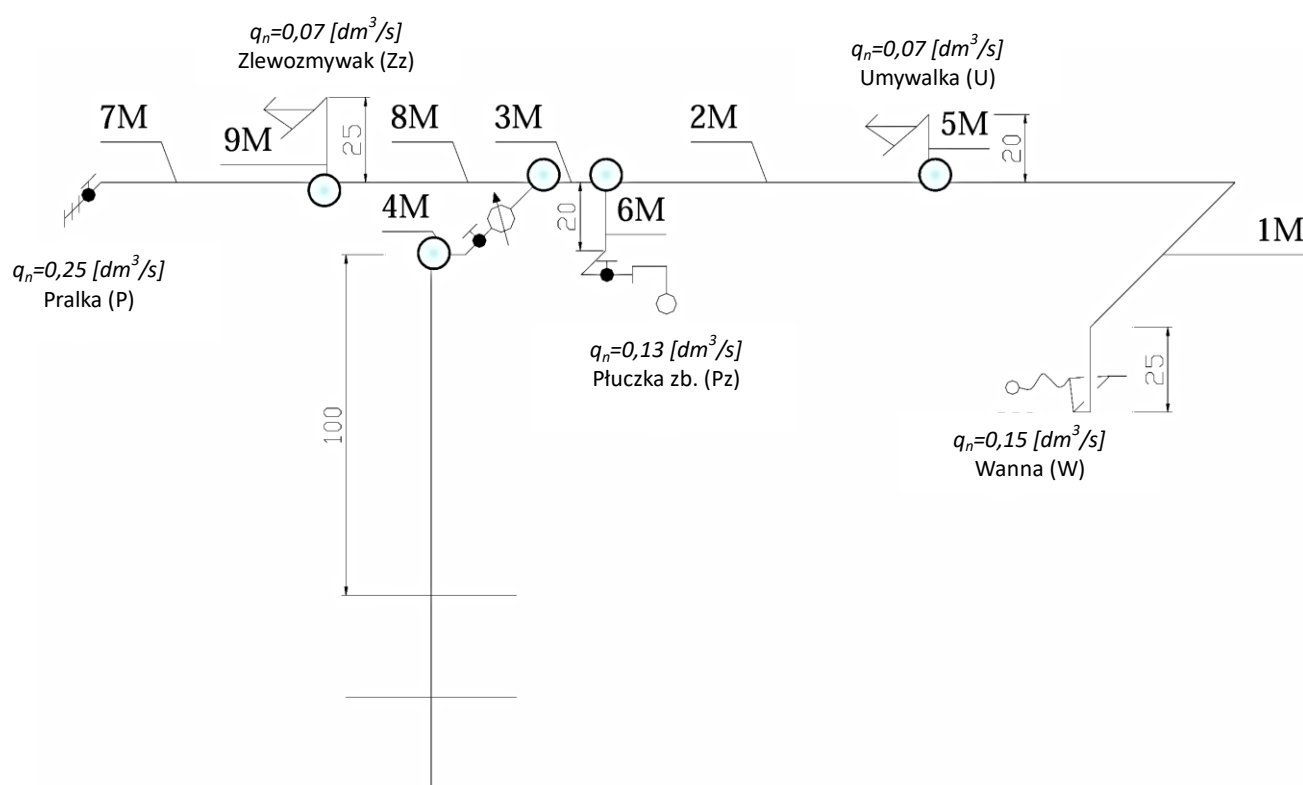 qn=0,07 [dm³/s]
Zlewozmywak (Zz)
qn=0,07 [dm³/s]
Umywalka (U)
7M
9M
25
8M
3M
2M
5M
20
4M
20
6M
1M
qn=0,25 [dm³/s]
Pralka (P)
qn=0,13 [dm³/s]
Płuczka zb. (Pz)
25
100
qn=0,15 [dm³/s]
Wanna (W)